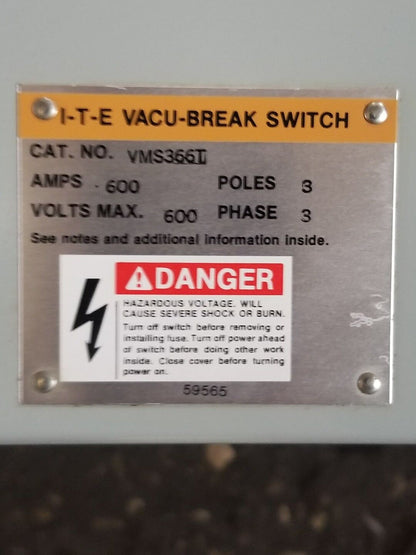 I-T-E VACU-BREAK SWITCH
CAT. NO. VMS366T
AMPS 600 POLES 3
VOLTS MAX. 600 PHASE 3
See notes and additional information inside.
DANGER
HAZARDOUS VOLTAGE. WILL
CAUSE SEVERE SHOCK OR BURN.
Turn off switch before removing or
installing fuse. Turn off power ahead
of switch before doing other work
inside. Close cover before turning
power on.
59565